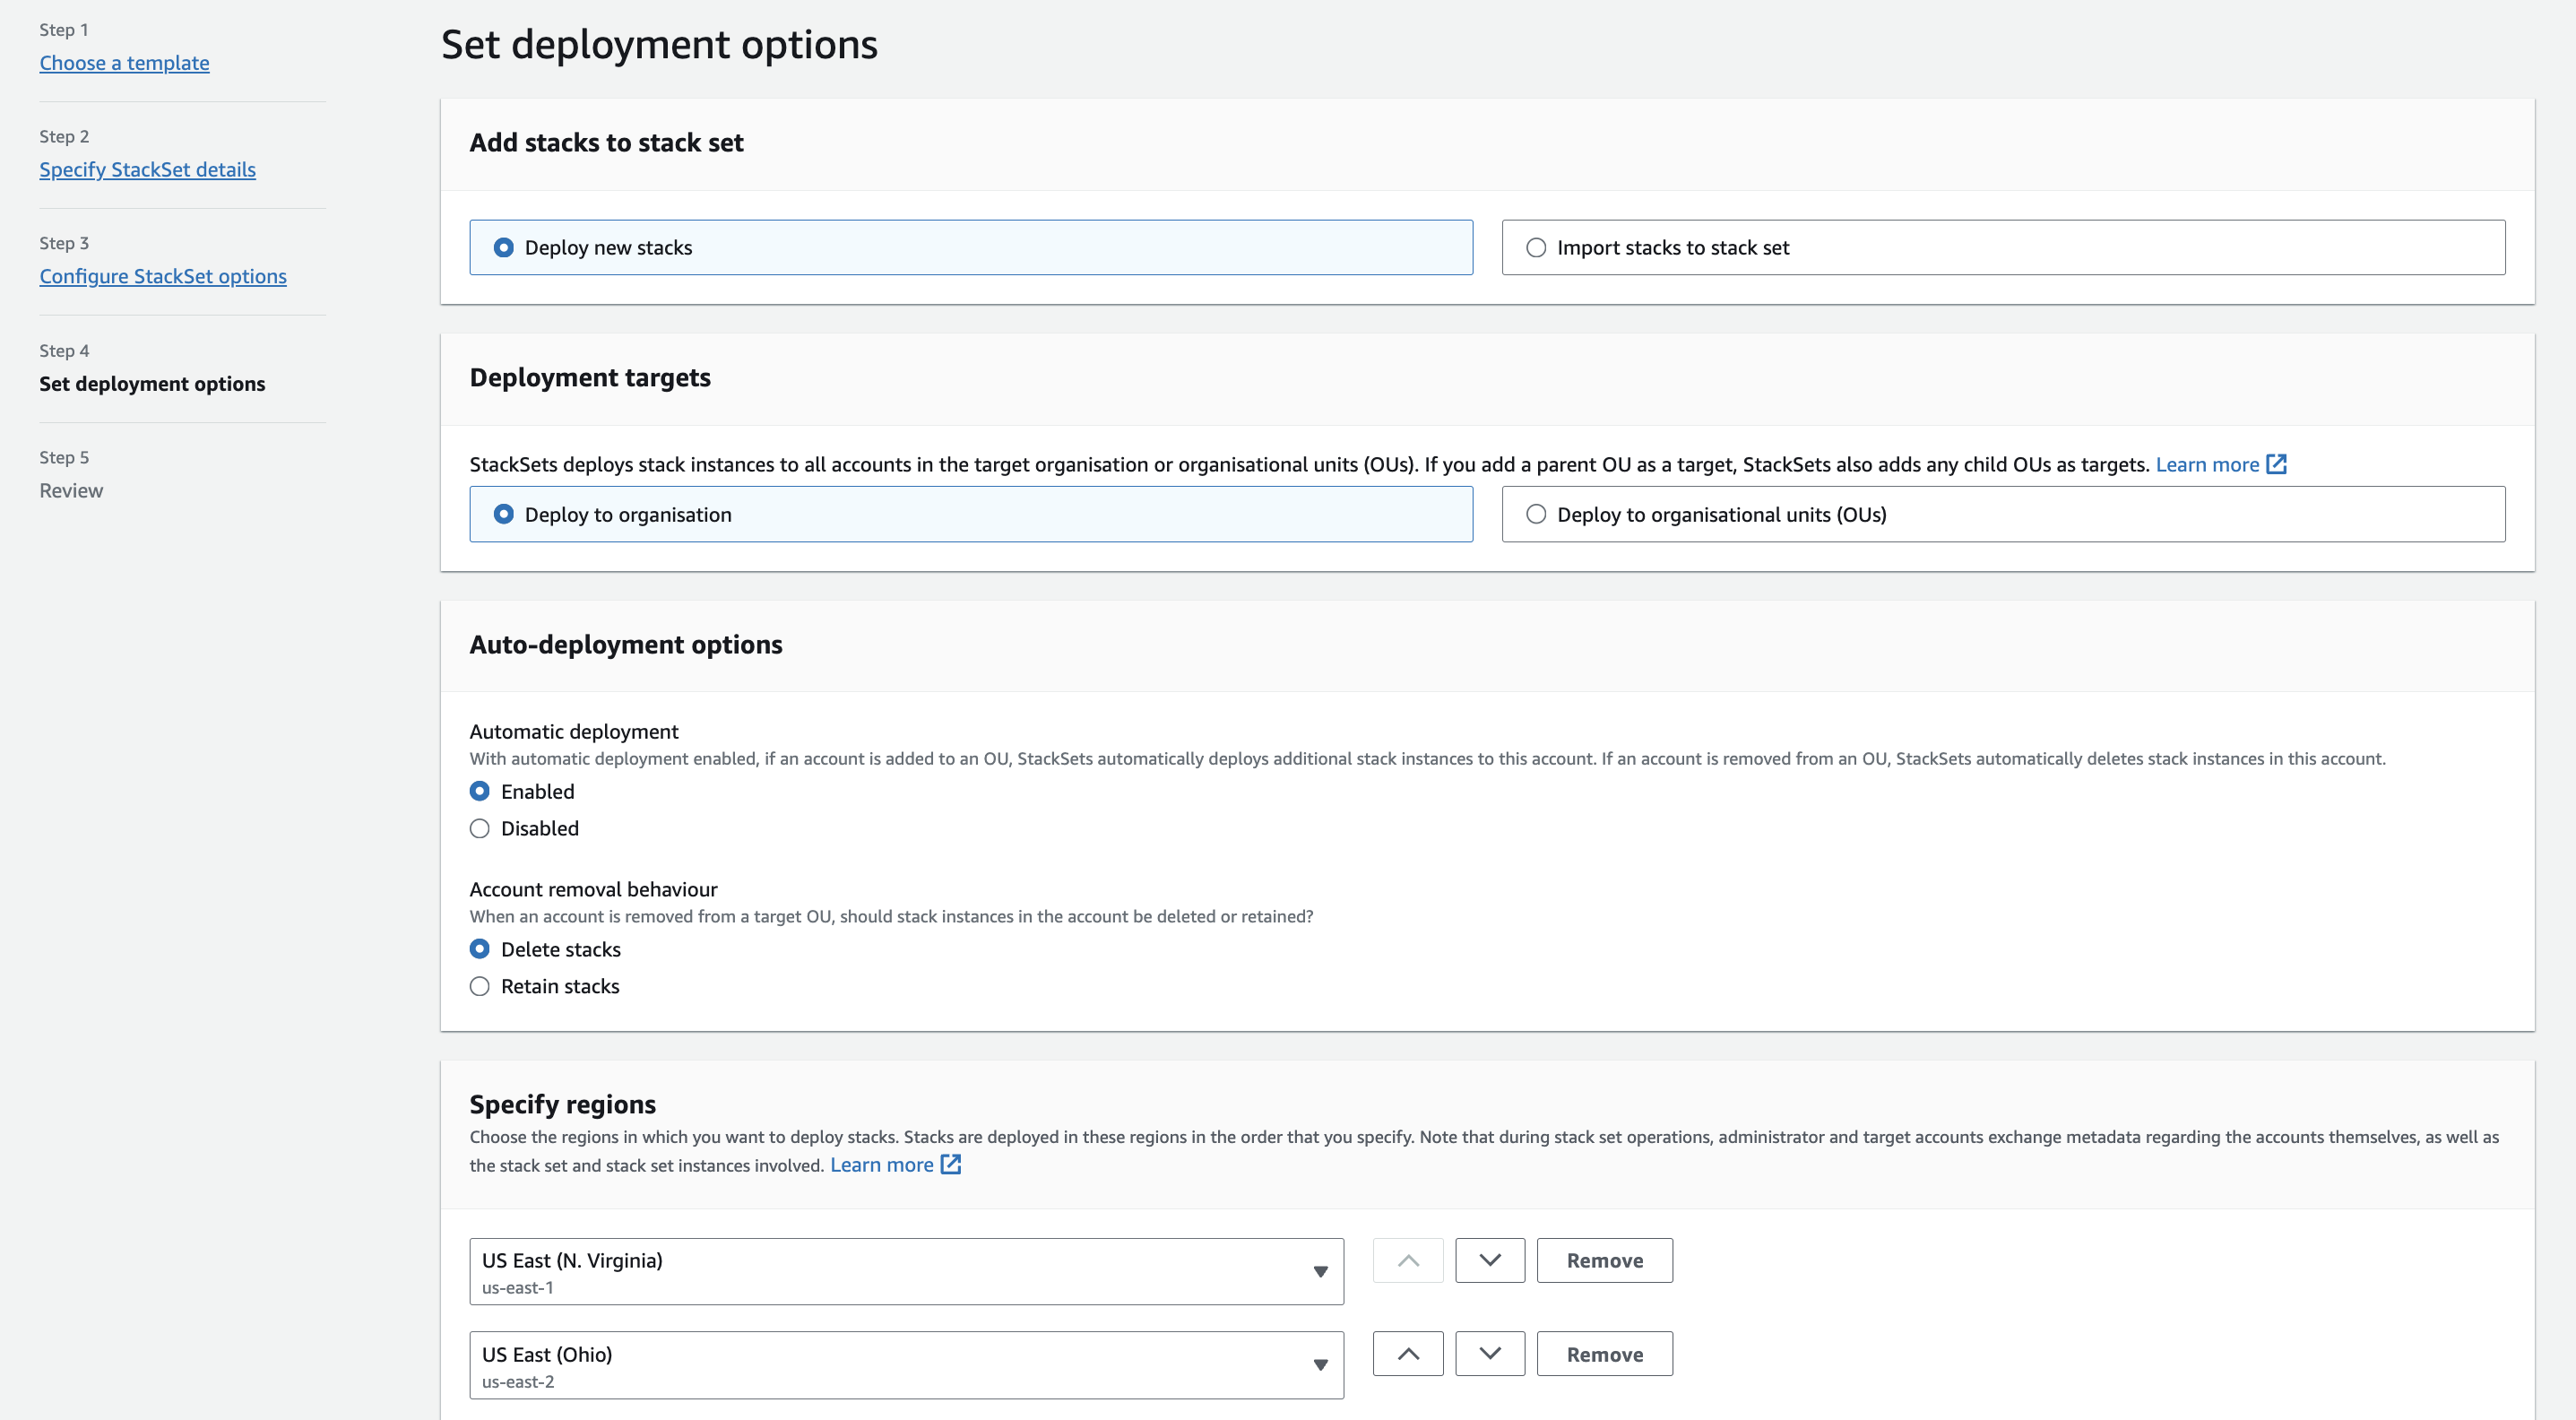 Step 1
Choose a template
Step 2
Specify StackSet details
Step 3
Configure StackSet options
Step 4
Set deployment options
Step 5
Review
Set deployment options
Add stacks to stack set
Deploy new stacks
Import stacks to stack set
Deployment targets
StackSets deploys stack instances to all accounts in the target organisation or organisational units (OUs). If you add a parent OU as a target, StackSets also adds any child OUs as targets. Learn more
Deploy to organisation
Deploy to organisational units (OUs)
Auto-deployment options
Automatic deployment
With automatic deployment enabled, if an account is added to an OU, StackSets automatically deploys additional stack instances to this account. If an account is removed from an OU, StackSets automatically deletes stack instances in this account.
Enabled
Disabled
Account removal behaviour
When an account is removed from a target OU, should stack instances in the account be deleted or retained?
Delete stacks
Retain stacks
Specify regions
Choose the regions in which you want to deploy stacks. Stacks are deployed in these regions in the order that you specify. Note that during stack set operations, administrator and target accounts exchange metadata regarding the accounts themselves, as well as
the stack set and stack set instances involved. Learn more
US East (N. Virginia)
us-east-1
Remove
US East (Ohio)
us-east-2
Remove